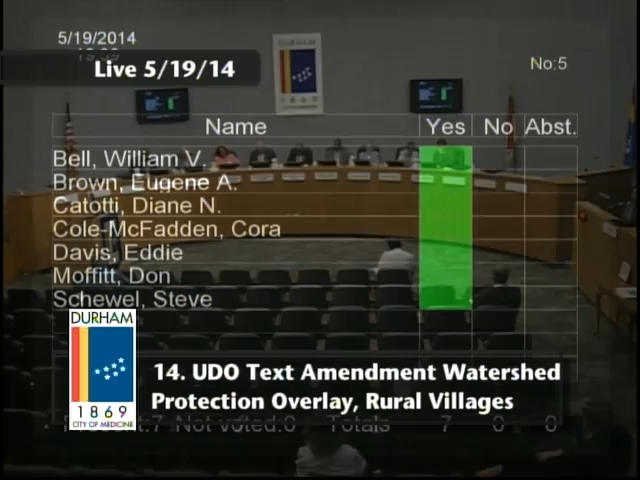 5/19/2014
Live 5/19/14
No:5
DURHAM
1869
Name Yes No Abst.
Bell, William V.
Brown, Eugene A.
Catotti, Diane N.
Cole-McFadden, Cora
Davis, Eddie
Moffitt, Don
Schewel, Steve
DURHAM
1869
CITY OF MEDICINE
14. UDO Text Amendment Watershed
Protection Overlay, Rural Villages
:7 Not voted:0 Totals 7 0 0